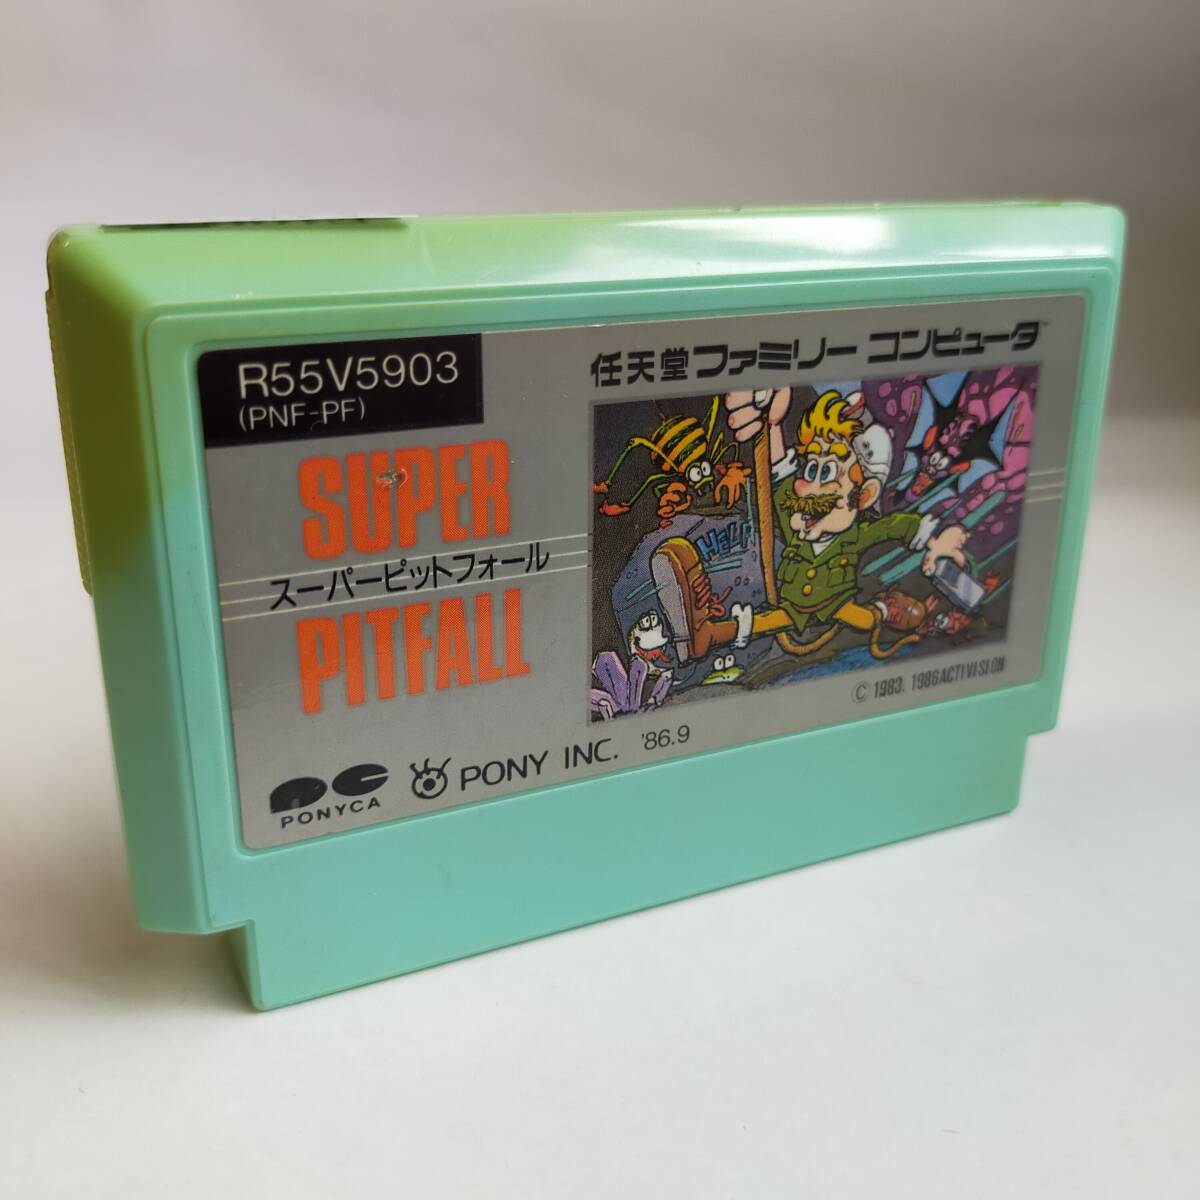 R55V5903
(PNF-PF)
任天堂 ファミリー コンピュータ™
SUPER
スーパーピットフォール
PITFALL
HELP
© 1983, 1986 ACTIVISION
PONYCA
PONY INC. '86.9